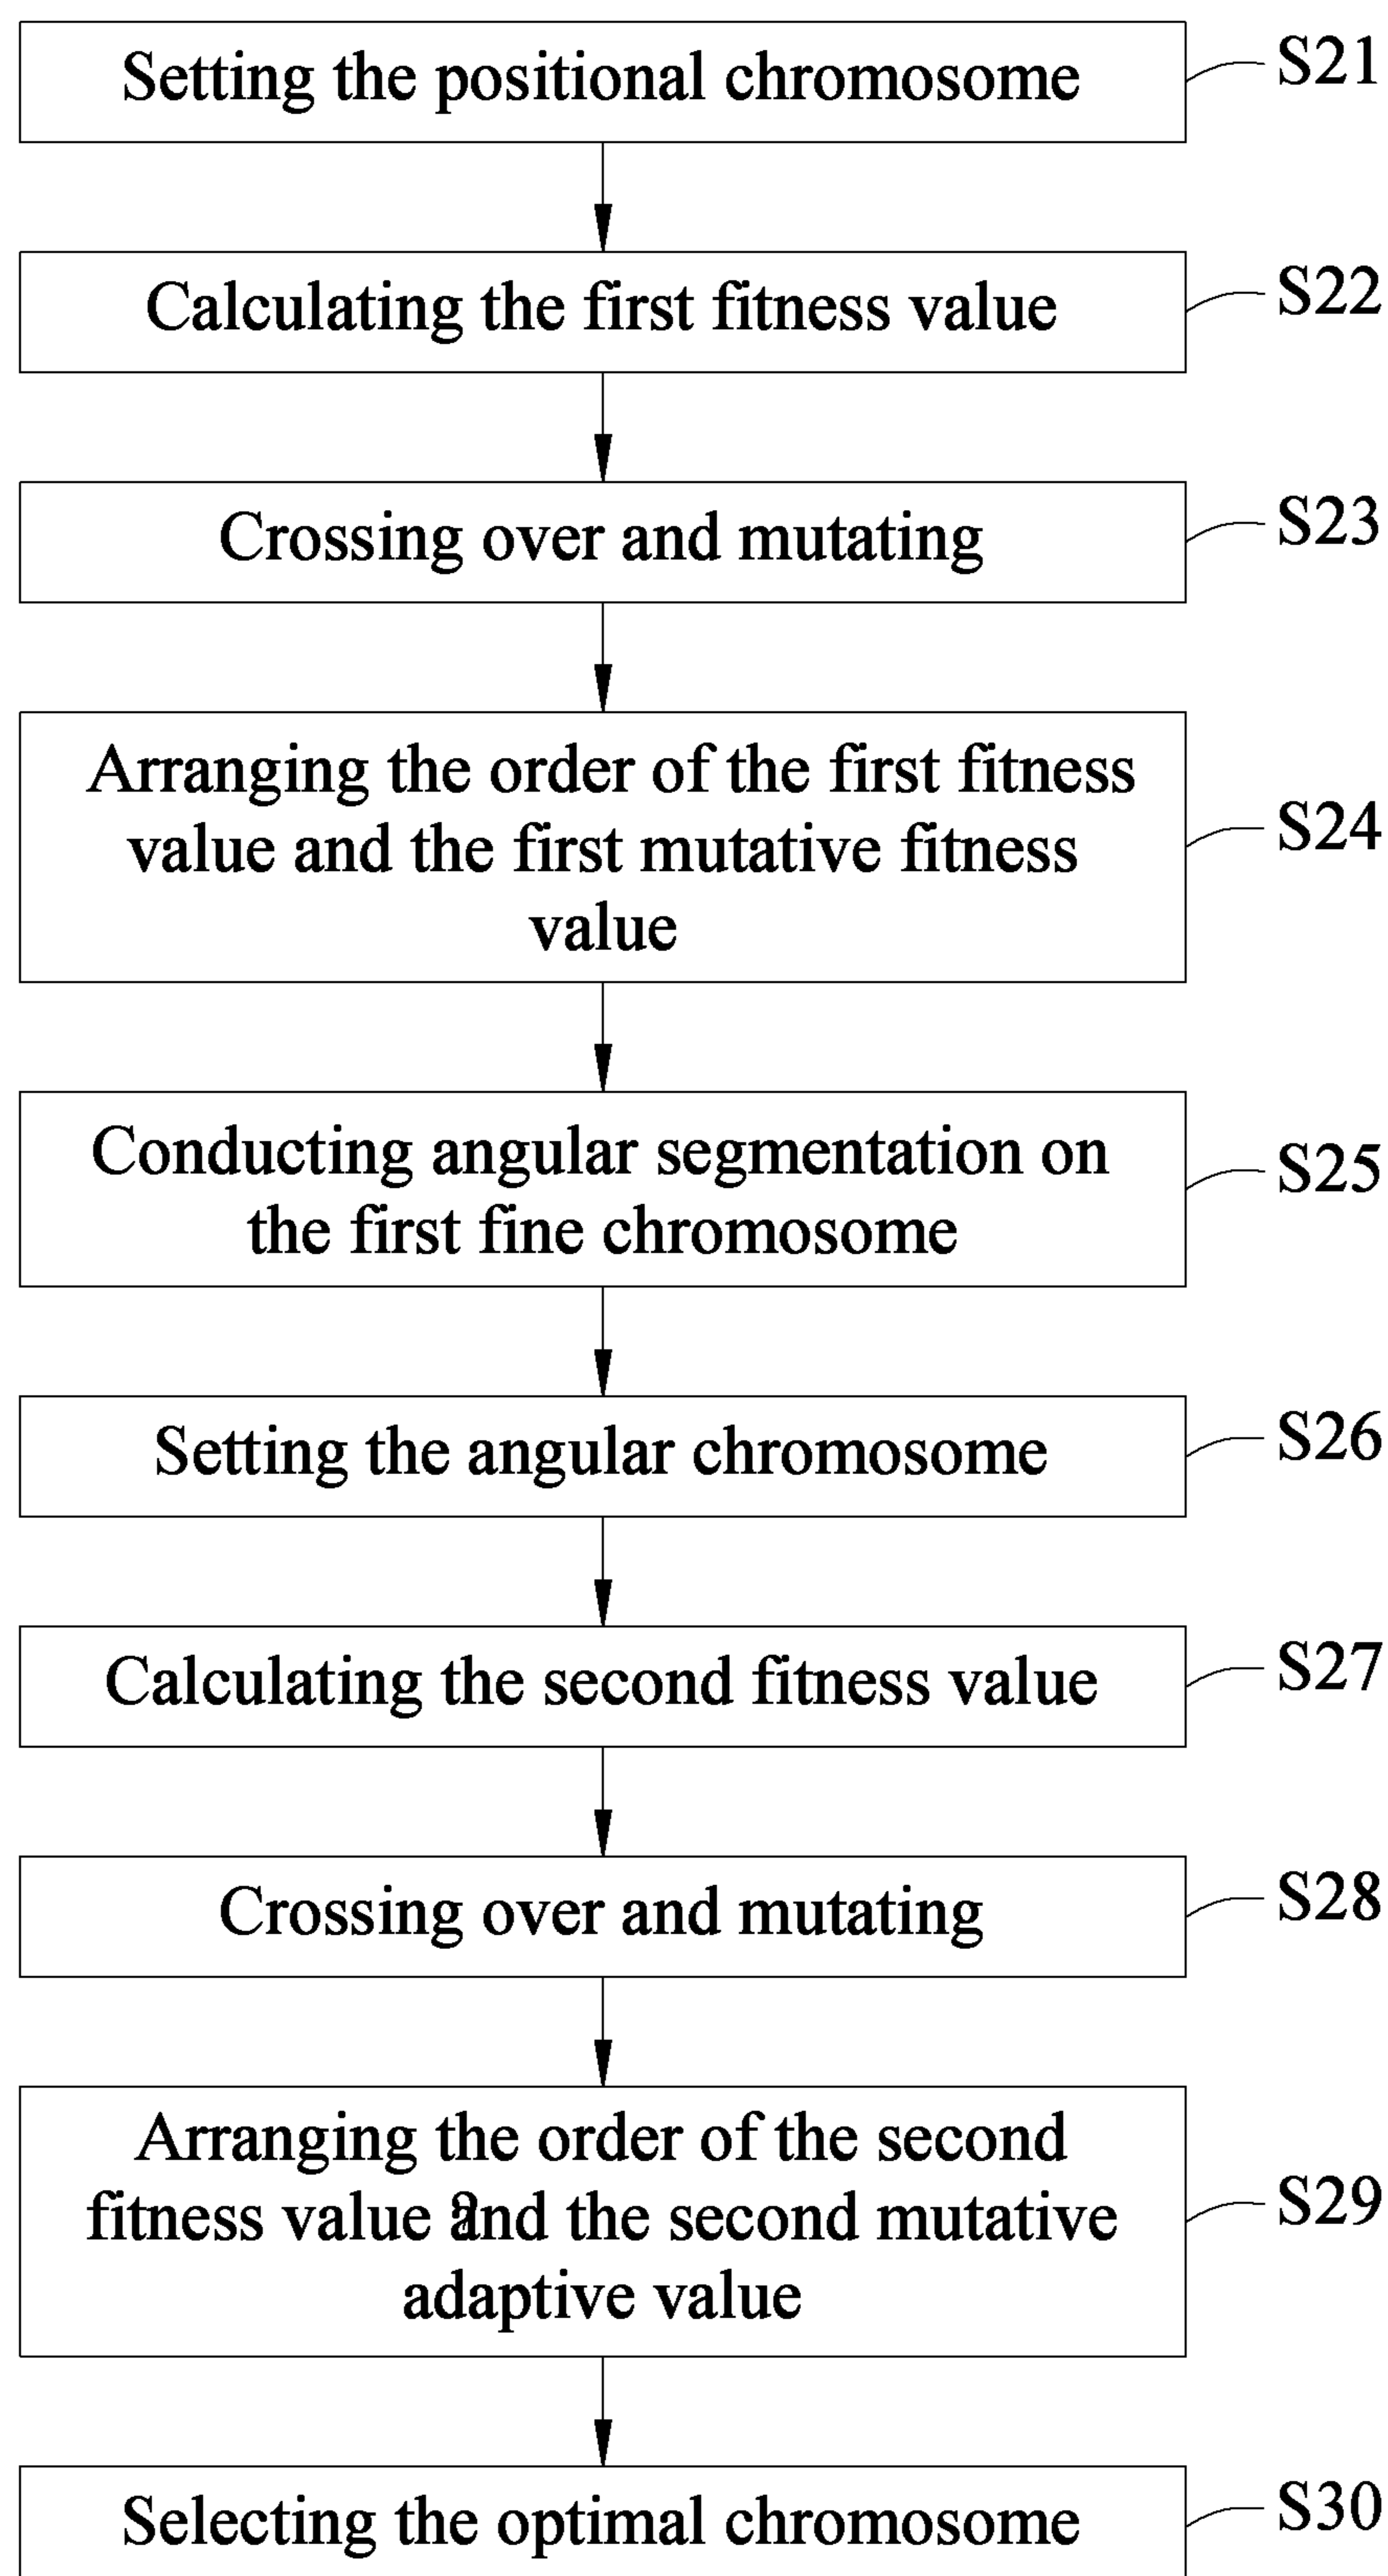 Setting the positional chromosome
S21
Calculating the first fitness value
S22
Crossing over and mutating
S23
Arranging the order of the first fitness
value and the first mutative fitness
value
S24
Conducting angular segmentation on
the first fine chromosome
S25
Setting the angular chromosome
S26
Calculating the second fitness value
S27
Crossing over and mutating
S28
Arranging the order of the second
fitness value and the second mutative
adaptive value
S29
Selecting the optimal chromosome
S30